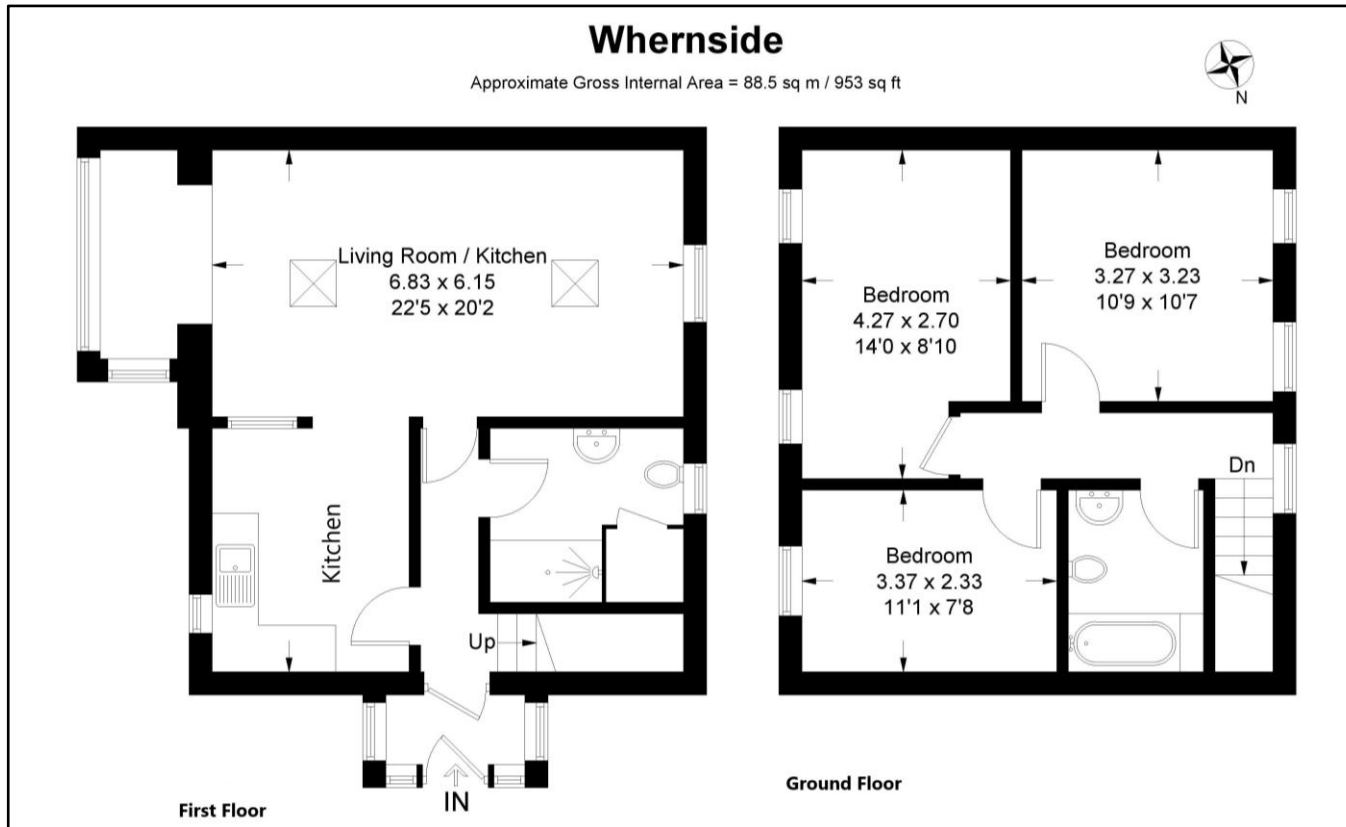 Whernside
Approximate Gross Internal Area = 88.5 sq m / 953 sq ft
N
Living Room / Kitchen
6.83 x 6.15
22'5 x 20'2
Kitchen
Up
IN
First Floor
Bedroom
4.27 x 2.70
14'0 x 8'10
Bedroom
3.27 x 3.23
10'9 x 10'7
Dn
Bedroom
3.37 x 2.33
11'1 x 7'8
Ground Floor